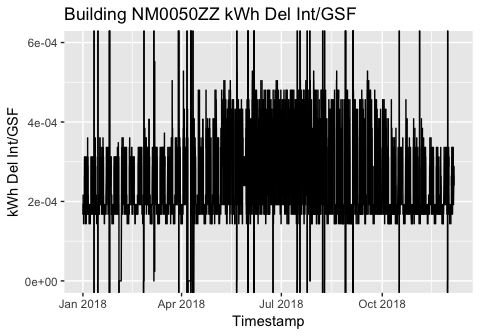 Building NM0050ZZ kWh Del Int/GSF
6e-04
4e-04
2e-04
0e+00
kWh Del Int/GSF
Jan 2018
Apr 2018
Jul 2018
Oct 2018
Timestamp